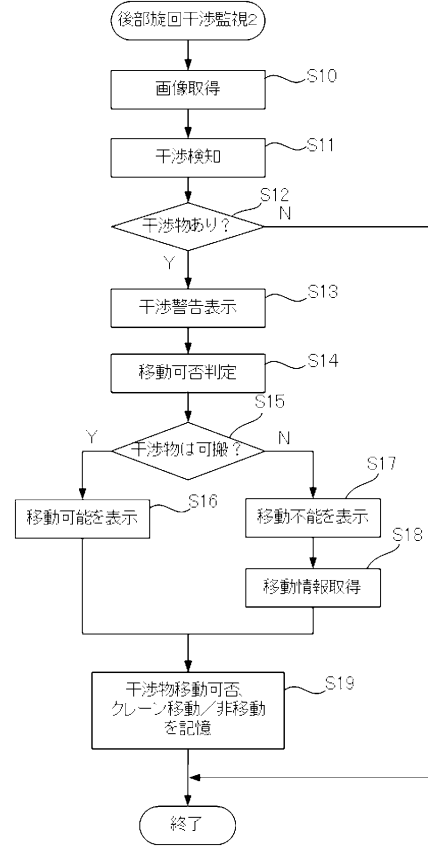 後部旋回干渉監視2
画像取得
S10
干渉検知
S11
干渉物あり?
S12
N
Y
干渉警告表示
S13
移動可否判定
S14
干渉物は可搬?
S15
Y
N
移動可能を表示
S16
移動不能を表示
S17
移動情報取得
S18
干渉物移動可否、
クレーン移動/非移動
を記憶
S19
終了